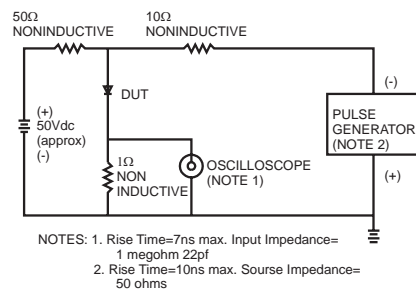 50Ω
NONINDUCTIVE
10Ω
NONINDUCTIVE
DUT
(+)
50Vdc
(approx)
(-)
1Ω
NON
INDUCTIVE
OSCILLOSCOPE
(NOTE 1)
(-)
PULSE
GENERATOR
(NOTE 2)
(+)
NOTES: 1. Rise Time=7ns max. Input Impedance=
1 megohm 22pf
2. Rise Time=10ns max. Sourse Impedance=
50 ohms